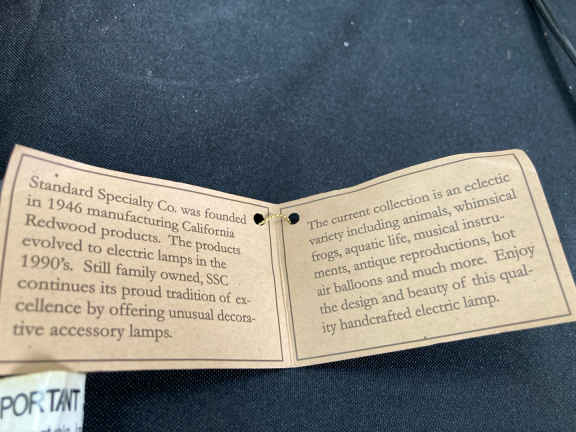 Standard Specialty Co. was founded
in 1946 manufacturing California
Redwood products. The products
evolved to electric lamps in the
1990's. Still family owned, SSC
continues its proud tradition of ex-
cellence by offering unusual decora-
tive accessory lamps.
The current collection is an eclectic
variety including animals, whimsical
frogs, aquatic life, musical instru-
ments, antique reproductions, hot
air balloons and much more. Enjoy
the design and beauty of this qual-
ity handcrafted electric lamp.
PORTANT